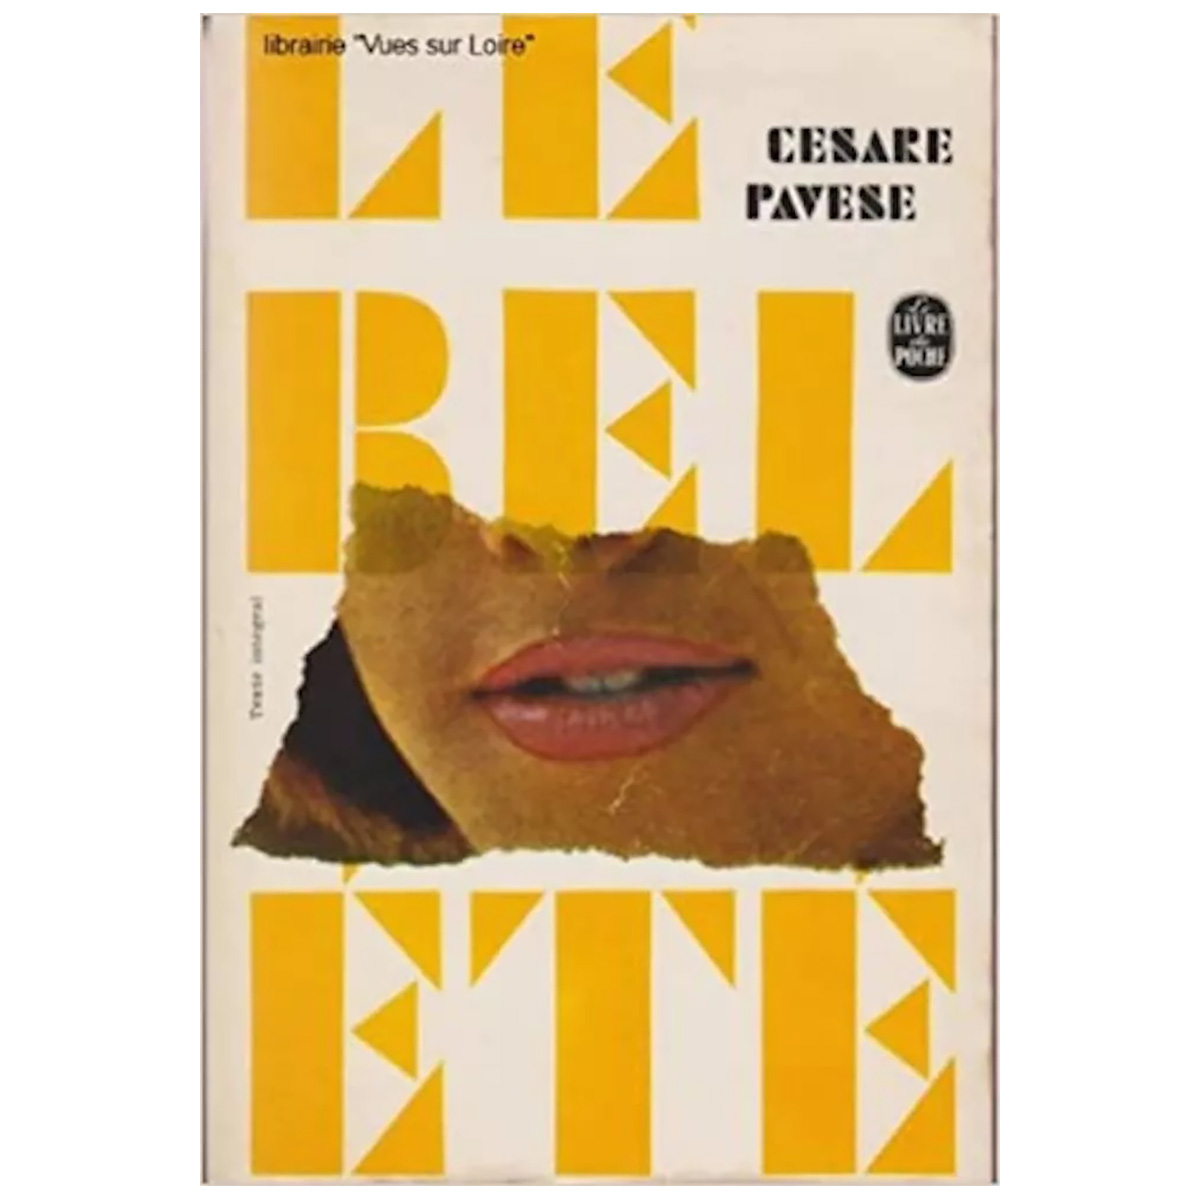 librairie "Vues sur Loire"
LE
CESARE
PAVESE
BEL
Le
LIVRE
de
POCHE
Texte intégral
ÉTÉ